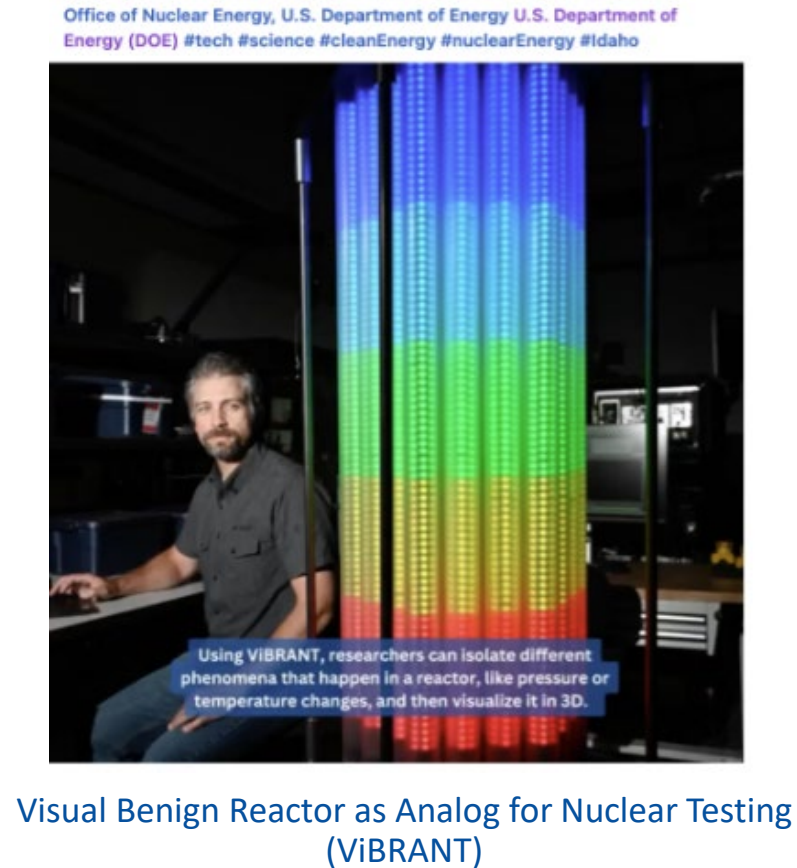 Office of Nuclear Energy, U.S. Department of Energy U.S. Department of
Energy (DOE) #tech #science #cleanEnergy #nuclearEnergy #Idaho
Using ViBRANT, researchers can isolate different
phenomena that happen in a reactor, like pressure or
temperature changes, and then visualize it in 3D.
Visual Benign Reactor as Analog for Nuclear Testing
(ViBRANT)